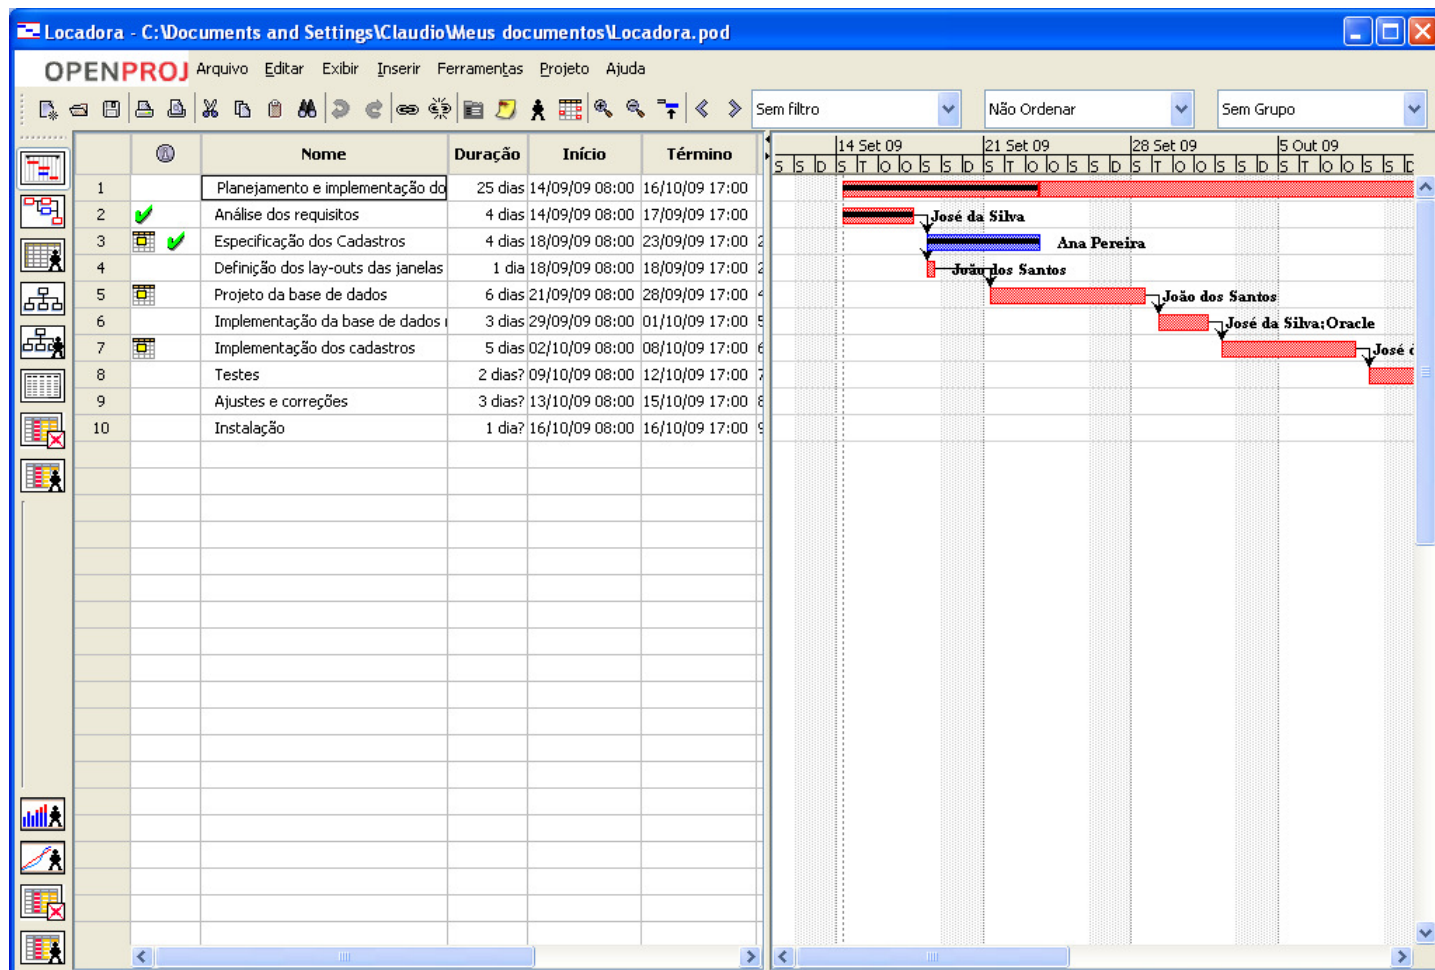 Locadora - C:\Documents and Settings\Claudio\Meus documentos\Locadora.pod
OPENPROJ Arquivo Editar Exibir Inserir Ferramentas Projeto Ajuda
Sem filtro Não Ordenar Sem Grupo
Nome Duração Início Término
14 Set 09 21 Set 09 28 Set 09 5 Out 09
S S D S T O O S S D S T O O S S D S T O O S S D S T O O S S D
1 Planejamento e implementação do 25 dias 14/09/09 08:00 16/10/09 17:00
2 Análise dos requisitos 4 dias 14/09/09 08:00 17/09/09 17:00 José da Silva
3 Especificação dos Cadastros 4 dias 18/09/09 08:00 23/09/09 17:00 2 Ana Pereira
4 Definição dos lay-outs das janelas 1 dia 18/09/09 08:00 18/09/09 17:00 2 João dos Santos
5 Projeto da base de dados 6 dias 21/09/09 08:00 28/09/09 17:00 4 João dos Santos
6 Implementação da base de dados 3 dias 29/09/09 08:00 01/10/09 17:00 5 José da Silva;Oracle
7 Implementação dos cadastros 5 dias 02/10/09 08:00 08/10/09 17:00 6 José
8 Testes 2 dias? 09/10/09 08:00 12/10/09 17:00 7
9 Ajustes e correções 3 dias? 13/10/09 08:00 15/10/09 17:00 8
10 Instalação 1 dia? 16/10/09 08:00 16/10/09 17:00 9